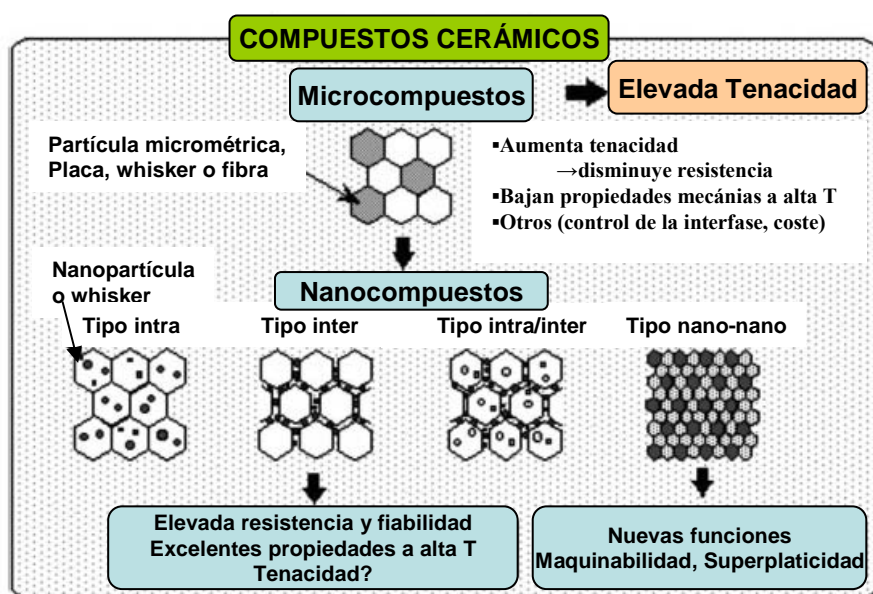 COMPUESTOS CERÁMICOS
Microcompuestos
Elevada Tenacidad
Partícula micrométrica,
Placa, whisker o fibra
▪Aumenta tenacidad
→disminuye resistencia
▪Bajan propiedades mecánias a alta T
▪Otros (control de la interfase, coste)
Nanopartícula
o whisker
Nanocompuestos
Tipo intra
Tipo inter
Tipo intra/inter
Tipo nano-nano
Elevada resistencia y fiabilidad
Excelentes propiedades a alta T
Tenacidad?
Nuevas funciones
Maquinabilidad, Superplaticidad